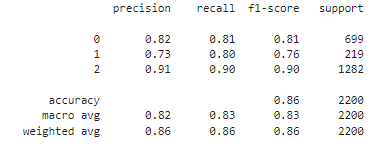 precision recall f1-score support
0 0.82 0.81 0.81 699
1 0.73 0.80 0.76 219
2 0.91 0.90 0.90 1282
accuracy 0.86 2200
macro avg 0.82 0.83 0.83 2200
weighted avg 0.86 0.86 0.86 2200